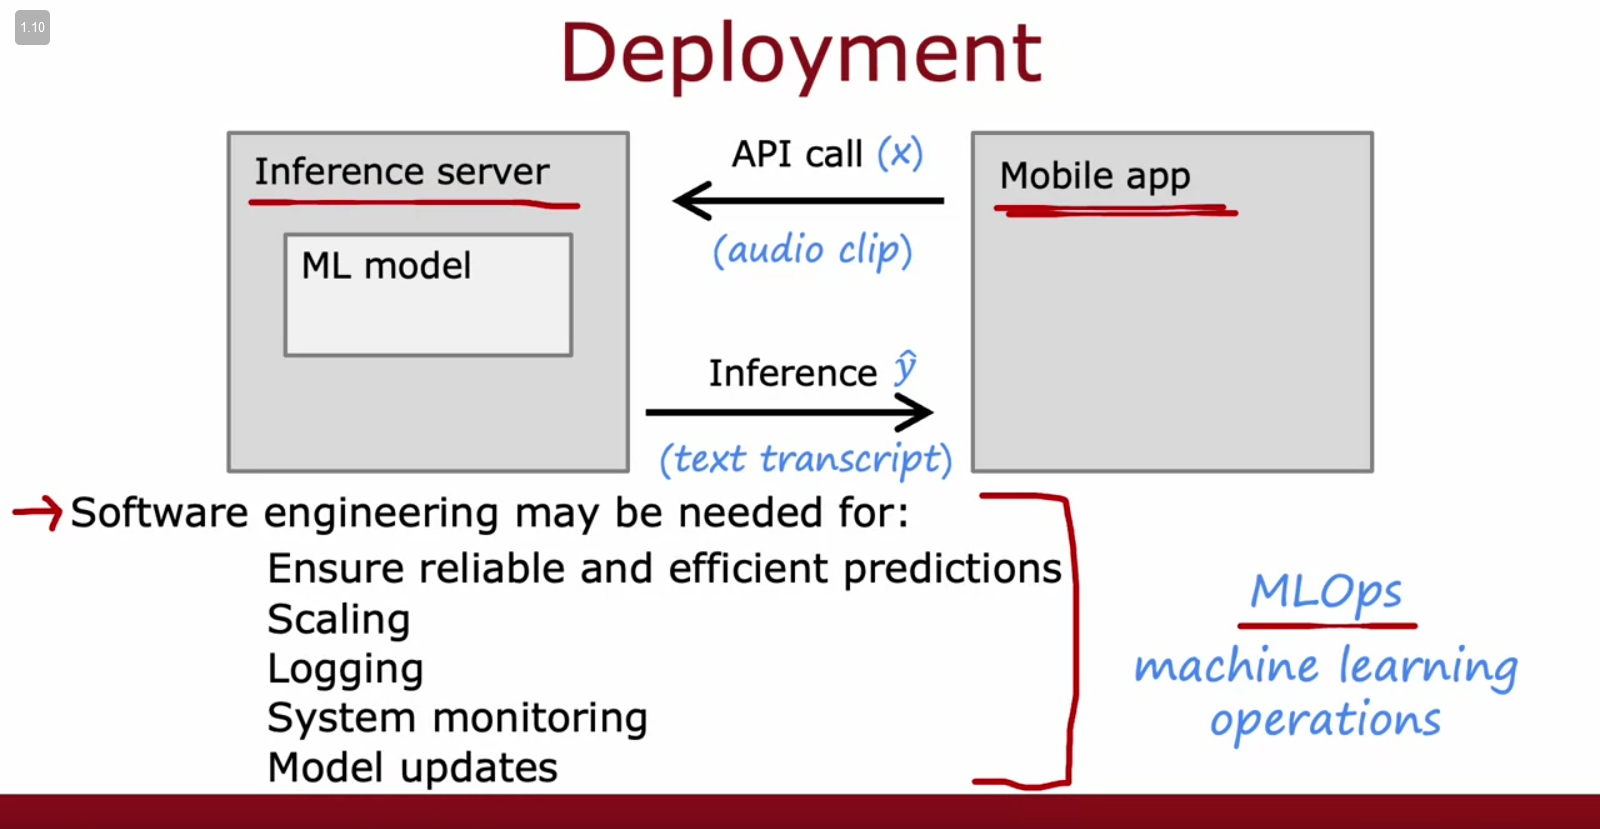 1.10
Deployment
Inference server
ML model
API call (x)
(audio clip)
Inference ŷ
(text transcript)
Mobile app
Software engineering may be needed for:
Ensure reliable and efficient predictions
Scaling
Logging
System monitoring
Model updates
MLOps
machine learning
operations